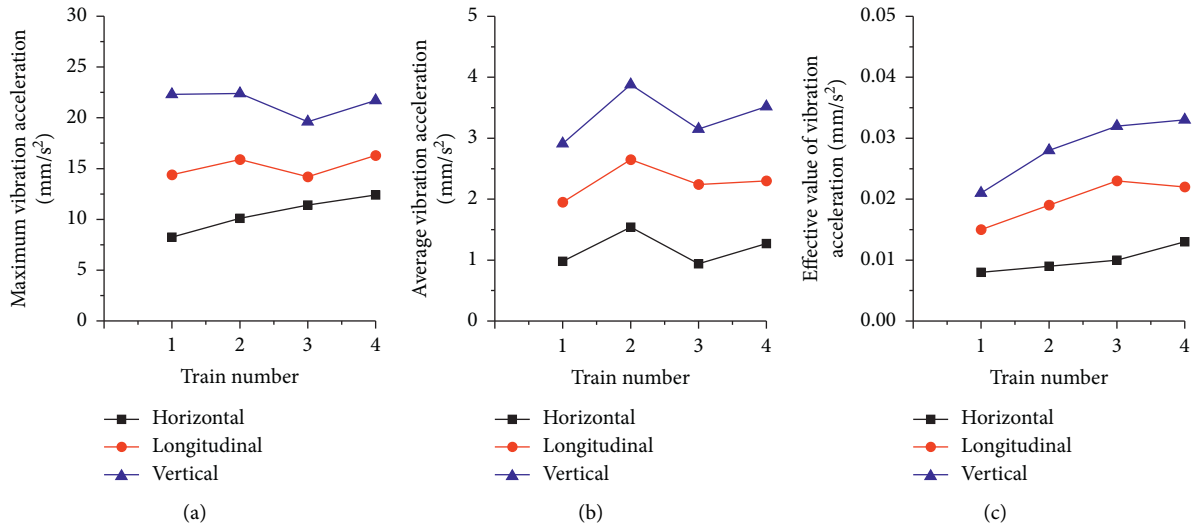 Maximum vibration acceleration
(mm/s²)
30
25
20
15
10
5
0
1 2 3 4
Train number
Horizontal
Longitudinal
Vertical
(a)
Average vibration acceleration
(mm/s²)
5
4
3
2
1
0
1 2 3 4
Train number
Horizontal
Longitudinal
Vertical
(b)
Effective value of vibration
acceleration (mm/s²)
0.05
0.04
0.03
0.02
0.01
0.00
1 2 3 4
Train number
Horizontal
Longitudinal
Vertical
(c)